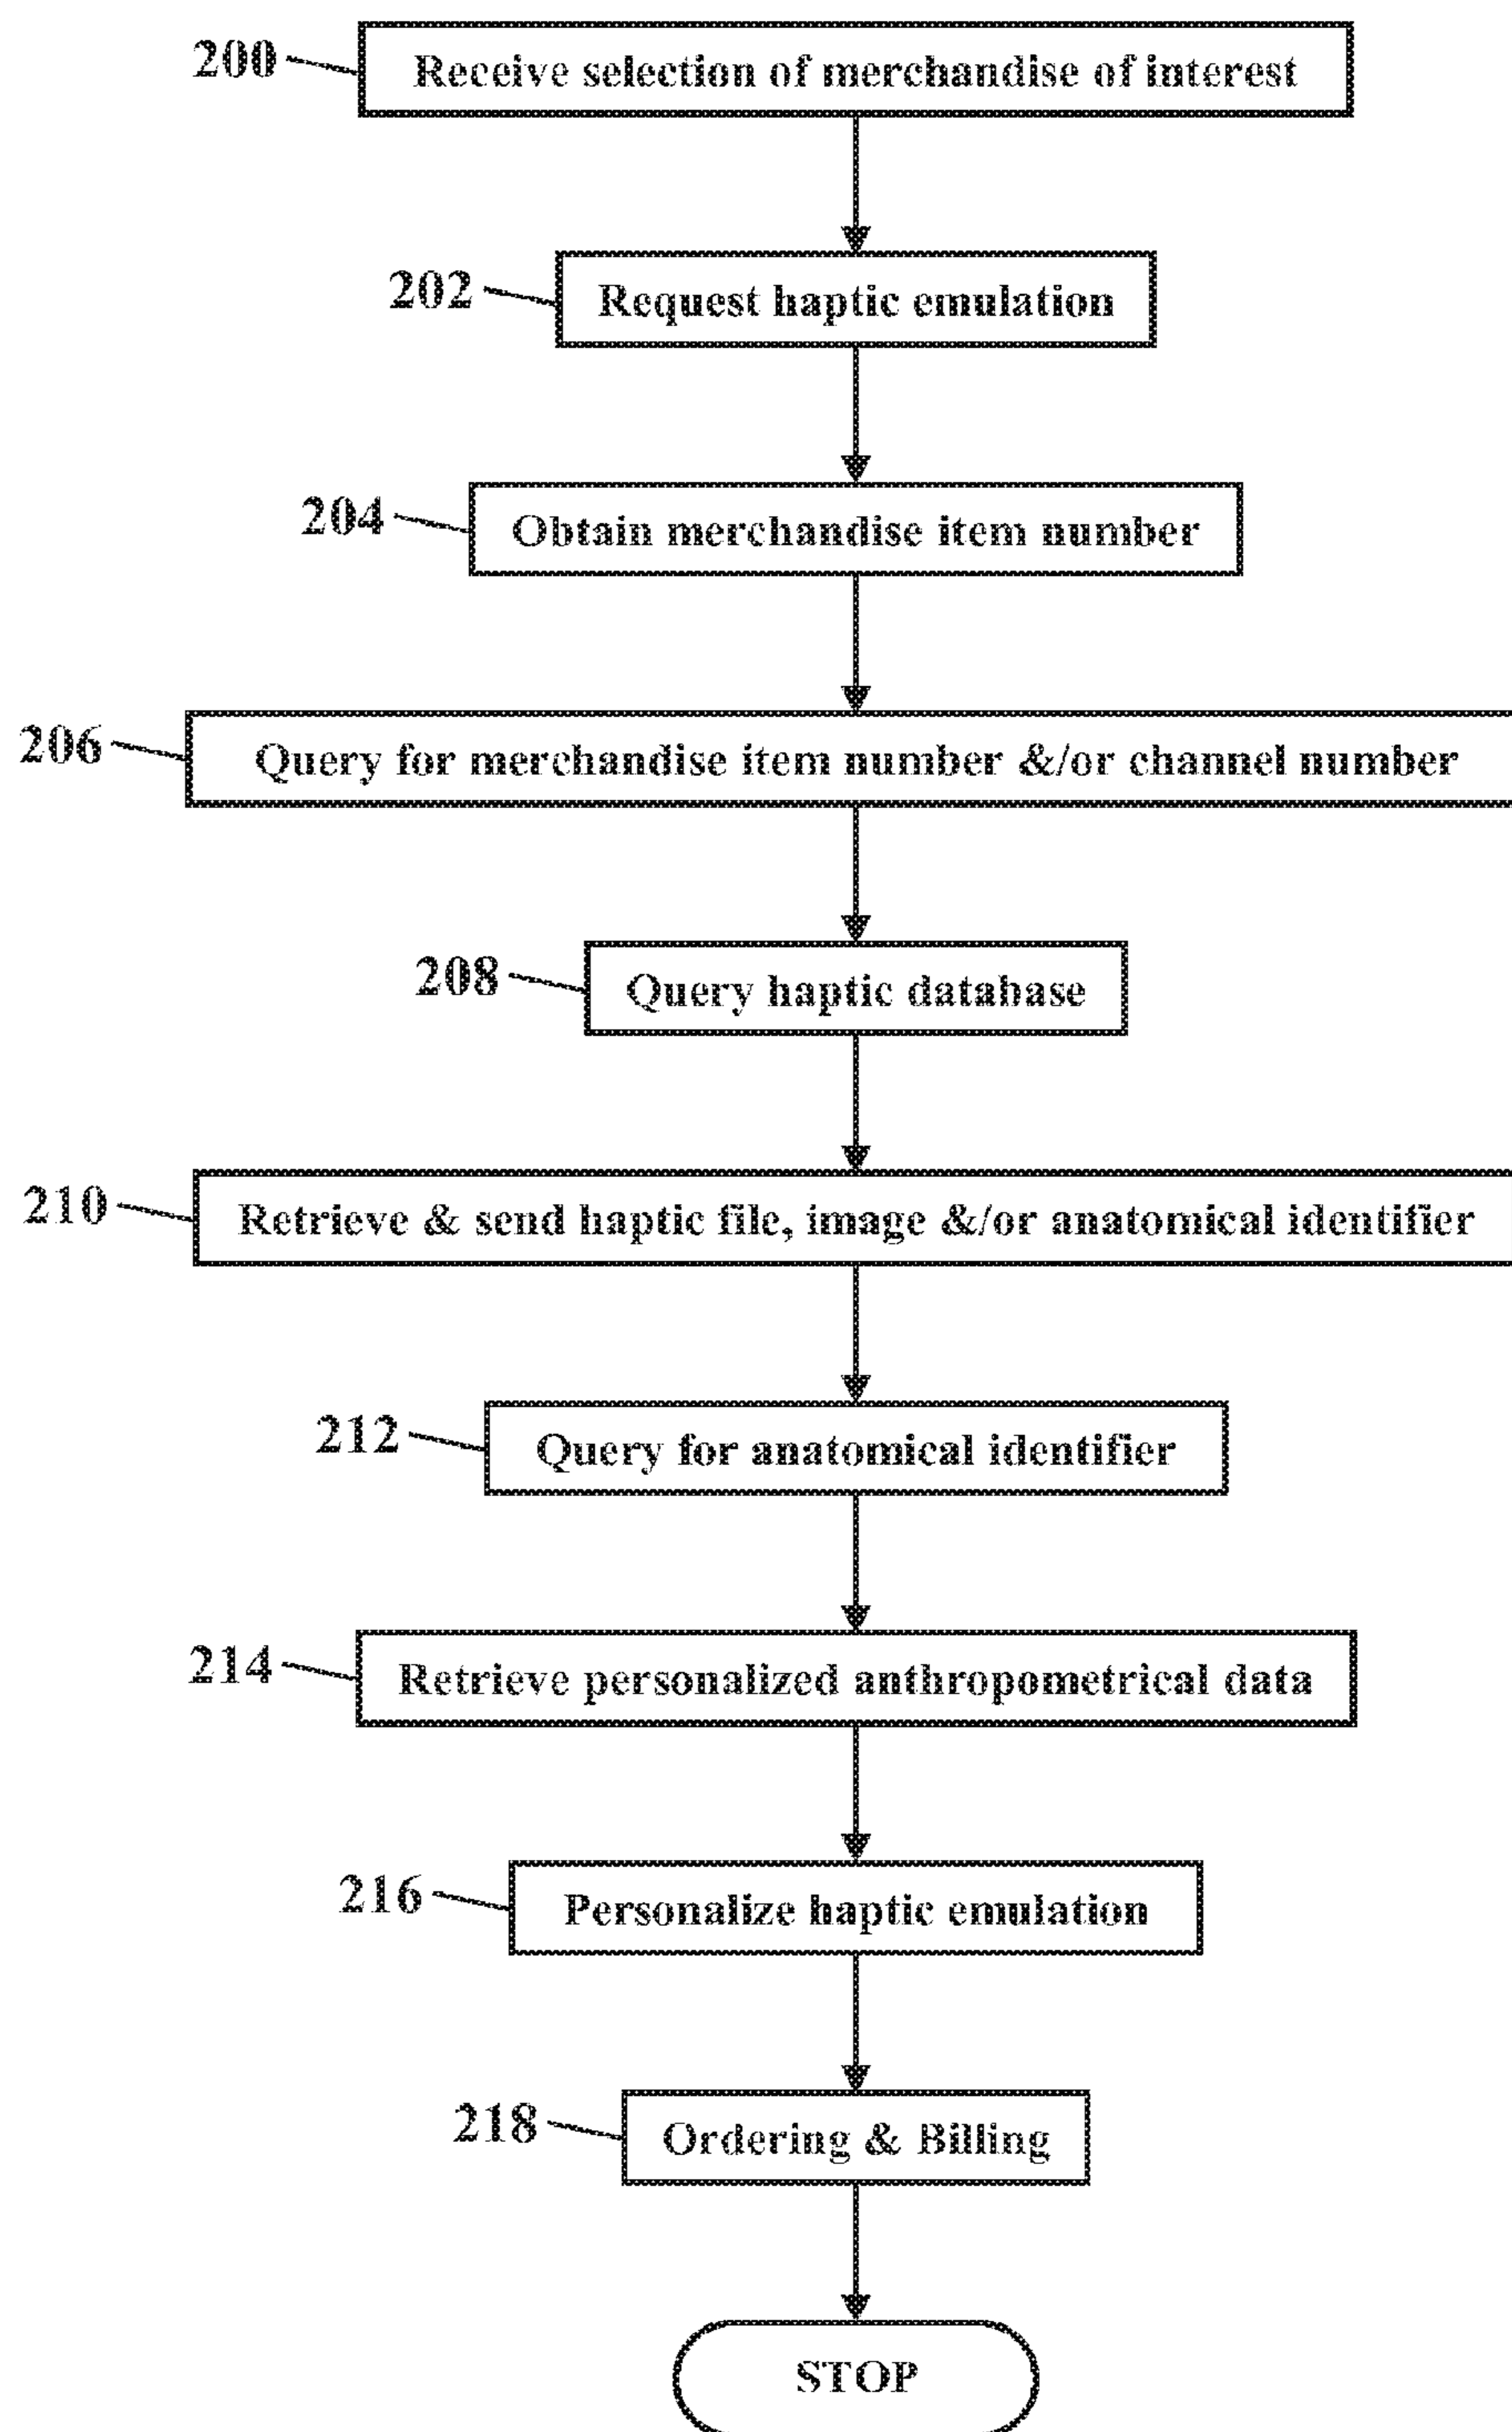 200 Receive selection of merchandise of interest
202 Request haptic emulation
204 Obtain merchandise item number
206 Query for merchandise item number &/or channel number
208 Query haptic database
210 Retrieve & send haptic file, image &/or anatomical identifier
212 Query for anatomical identifier
214 Retrieve personalized anthropometrical data
216 Personalize haptic emulation
218 Ordering & Billing
STOP